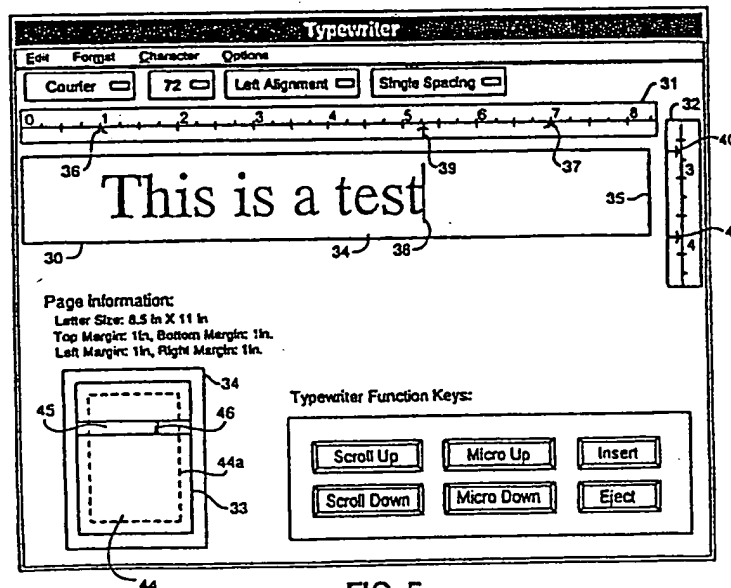 Typewriter
Edit Format Character Options
Courier 72 Left Alignment Single Spacing
31
32
0 1 2 3 4 5 6 7 8
40
36 39 37
3
This is a test
35
4
30 34 38
4
Page Information:
Letter Size: 8.5 in X 11 in
Top Margin: 1in, Bottom Margin: 1in.
Left Margin: 1in, Right Margin: 1in.
34
Typewriter Function Keys:
45 46
Scroll Up Micro Up Insert
44a
33
Scroll Down Micro Down Eject
44